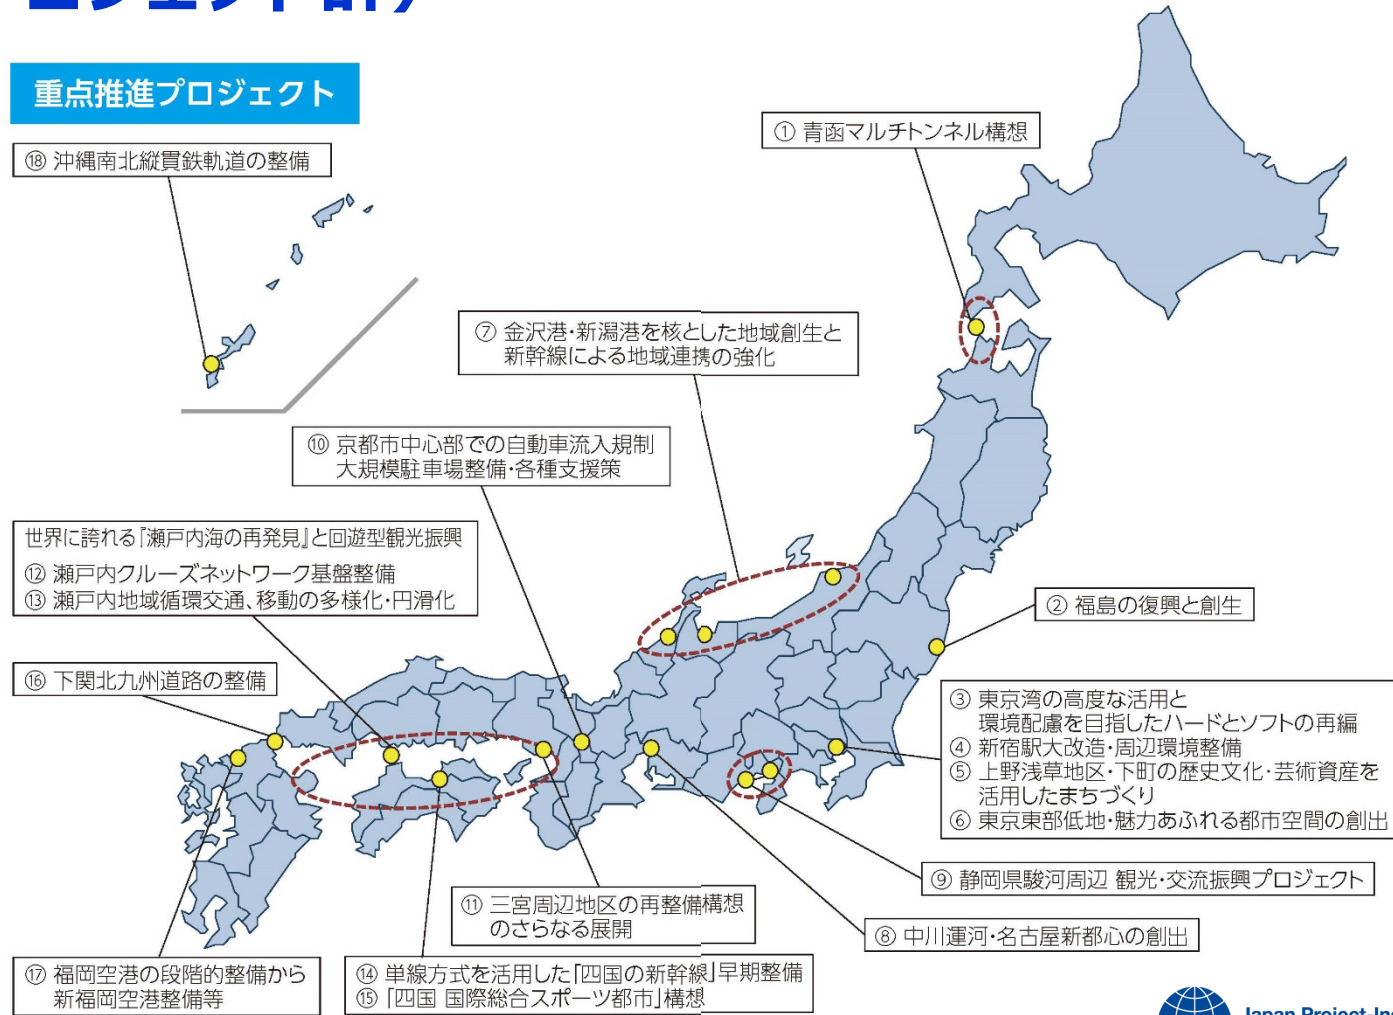 重点推進プロジェクト
① 青函マルチトンネル構想
⑱ 沖縄南北縦貫鉄軌道の整備
⑦ 金沢港・新潟港を核とした地域創生と
新幹線による地域連携の強化
⑩ 京都市中心部での自動車流入規制
大規模駐車場整備・各種支援策
世界に誇れる『瀬戸内海の再発見』と回遊型観光振興
⑫ 瀬戸内クルーズネットワーク基盤整備
⑬ 瀬戸内地域循環交通、移動の多様化・円滑化
② 福島の復興と創生
⑯ 下関北九州道路の整備
③ 東京湾の高度な活用と
環境配慮を目指したハードとソフトの再編
④ 新宿駅大改造・周辺環境整備
⑤ 上野浅草地区・下町の歴史文化・芸術資産を
活用したまちづくり
⑥ 東京東部低地・魅力あふれる都市空間の創出
⑨ 静岡県駿河周辺 観光・交流振興プロジェクト
⑪ 三宮周辺地区の再整備構想
のさらなる展開
⑧ 中川運河・名古屋新都心の創出
⑰ 福岡空港の段階的整備から
新福岡空港整備等
⑭ 単線方式を活用した「四国の新幹線」早期整備
⑮ 「四国 国際総合スポーツ都市」構想